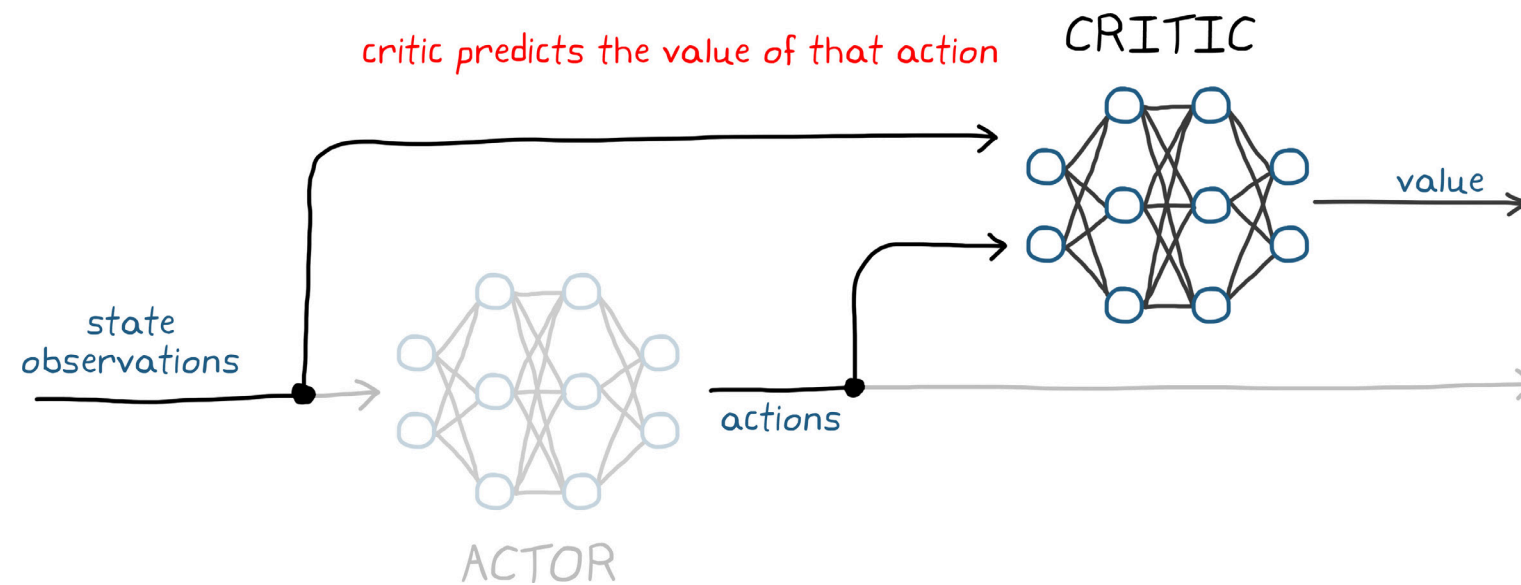 critic predicts the value of that action
CRITIC
value
state
observations
actions
ACTOR